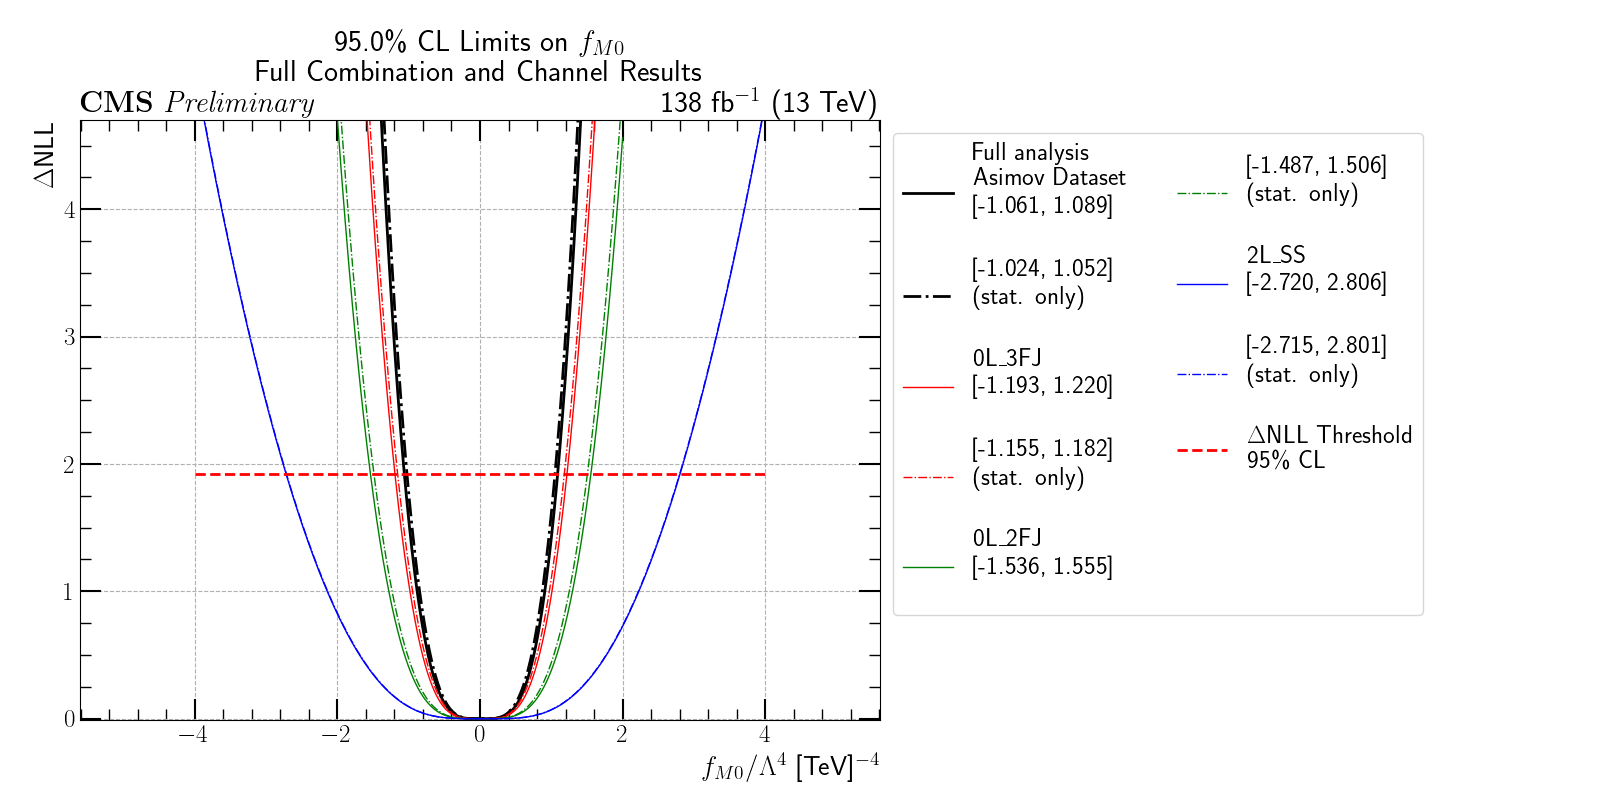 95.0% CL Limits on f_{M0}
Full Combination and Channel Results
CMS Preliminary 138 fb⁻¹ (13 TeV)
ΔNLL
4
3
2
1
0
−4 −2 0 2 4
f_{M0}/Λ⁴ [TeV]⁻⁴
Full analysis
Asimov Dataset
[-1.061, 1.089]
[-1.024, 1.052]
(stat. only)
0L_3FJ
[-1.193, 1.220]
[-1.155, 1.182]
(stat. only)
0L_2FJ
[-1.536, 1.555]
[-1.487, 1.506]
(stat. only)
2L_SS
[-2.720, 2.806]
[-2.715, 2.801]
(stat. only)
ΔNLL Threshold
95% CL